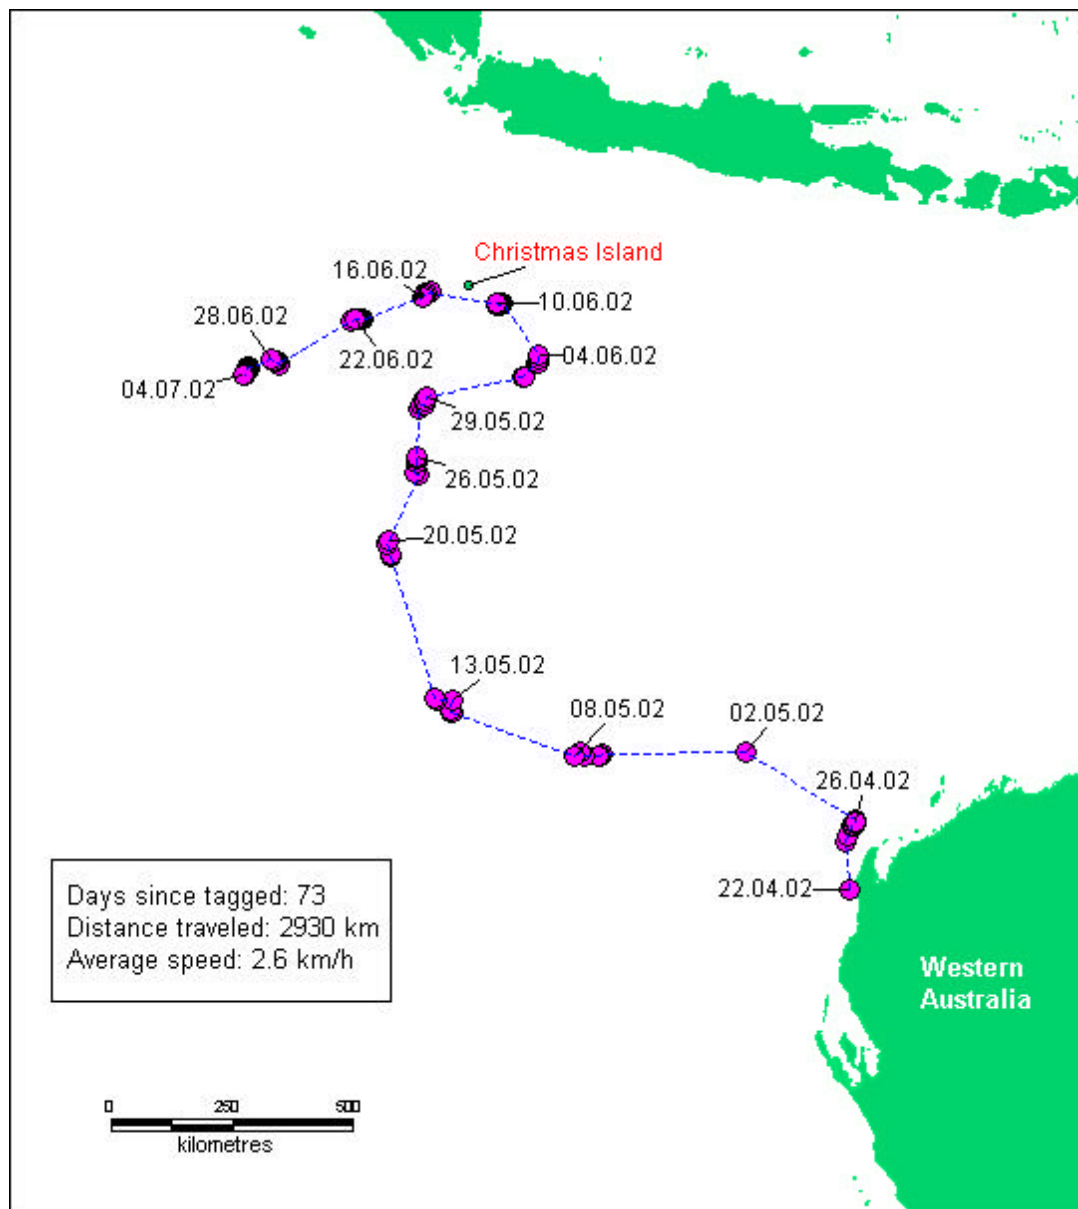 Christmas Island
16.06.02
10.06.02
28.06.02
22.06.02
04.06.02
04.07.02
29.05.02
26.05.02
20.05.02
13.05.02
08.05.02
02.05.02
26.04.02
22.04.02
Days since tagged: 73
Distance traveled: 2930 km
Average speed: 2.6 km/h
Western
Australia
0 250 500
kilometres